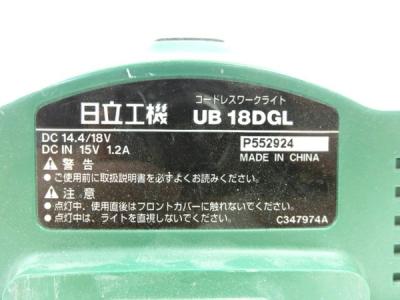 コードレスワークライト
日立工機 UB 18DGL
DC 14.4/18V
DC IN 15V 1.2A
P552924
MADE IN CHINA
⚠警告
●ご使用前に取扱説明書を必ずよくお読みください。
⚠注意
●点灯中、使用直後はフロントカバーに触れないでください。
●点灯中は、ライトを直視しないでください。
C347974A